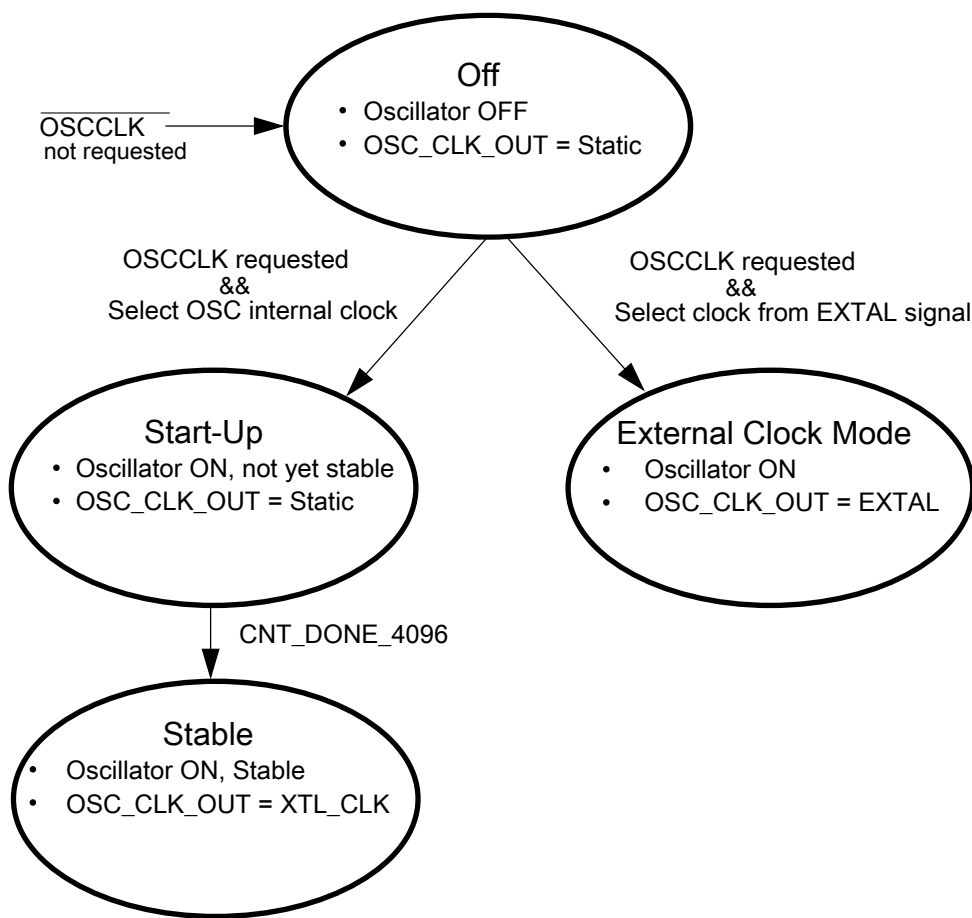 Off
• Oscillator OFF
• OSC_CLK_OUT = Static
OSCCLK
not requested
OSCCLK requested
&&
Select OSC internal clock
OSCCLK requested
&&
Select clock from EXTAL signal
Start-Up
• Oscillator ON, not yet stable
• OSC_CLK_OUT = Static
External Clock Mode
• Oscillator ON
• OSC_CLK_OUT = EXTAL
CNT_DONE_4096
Stable
• Oscillator ON, Stable
• OSC_CLK_OUT = XTL_CLK